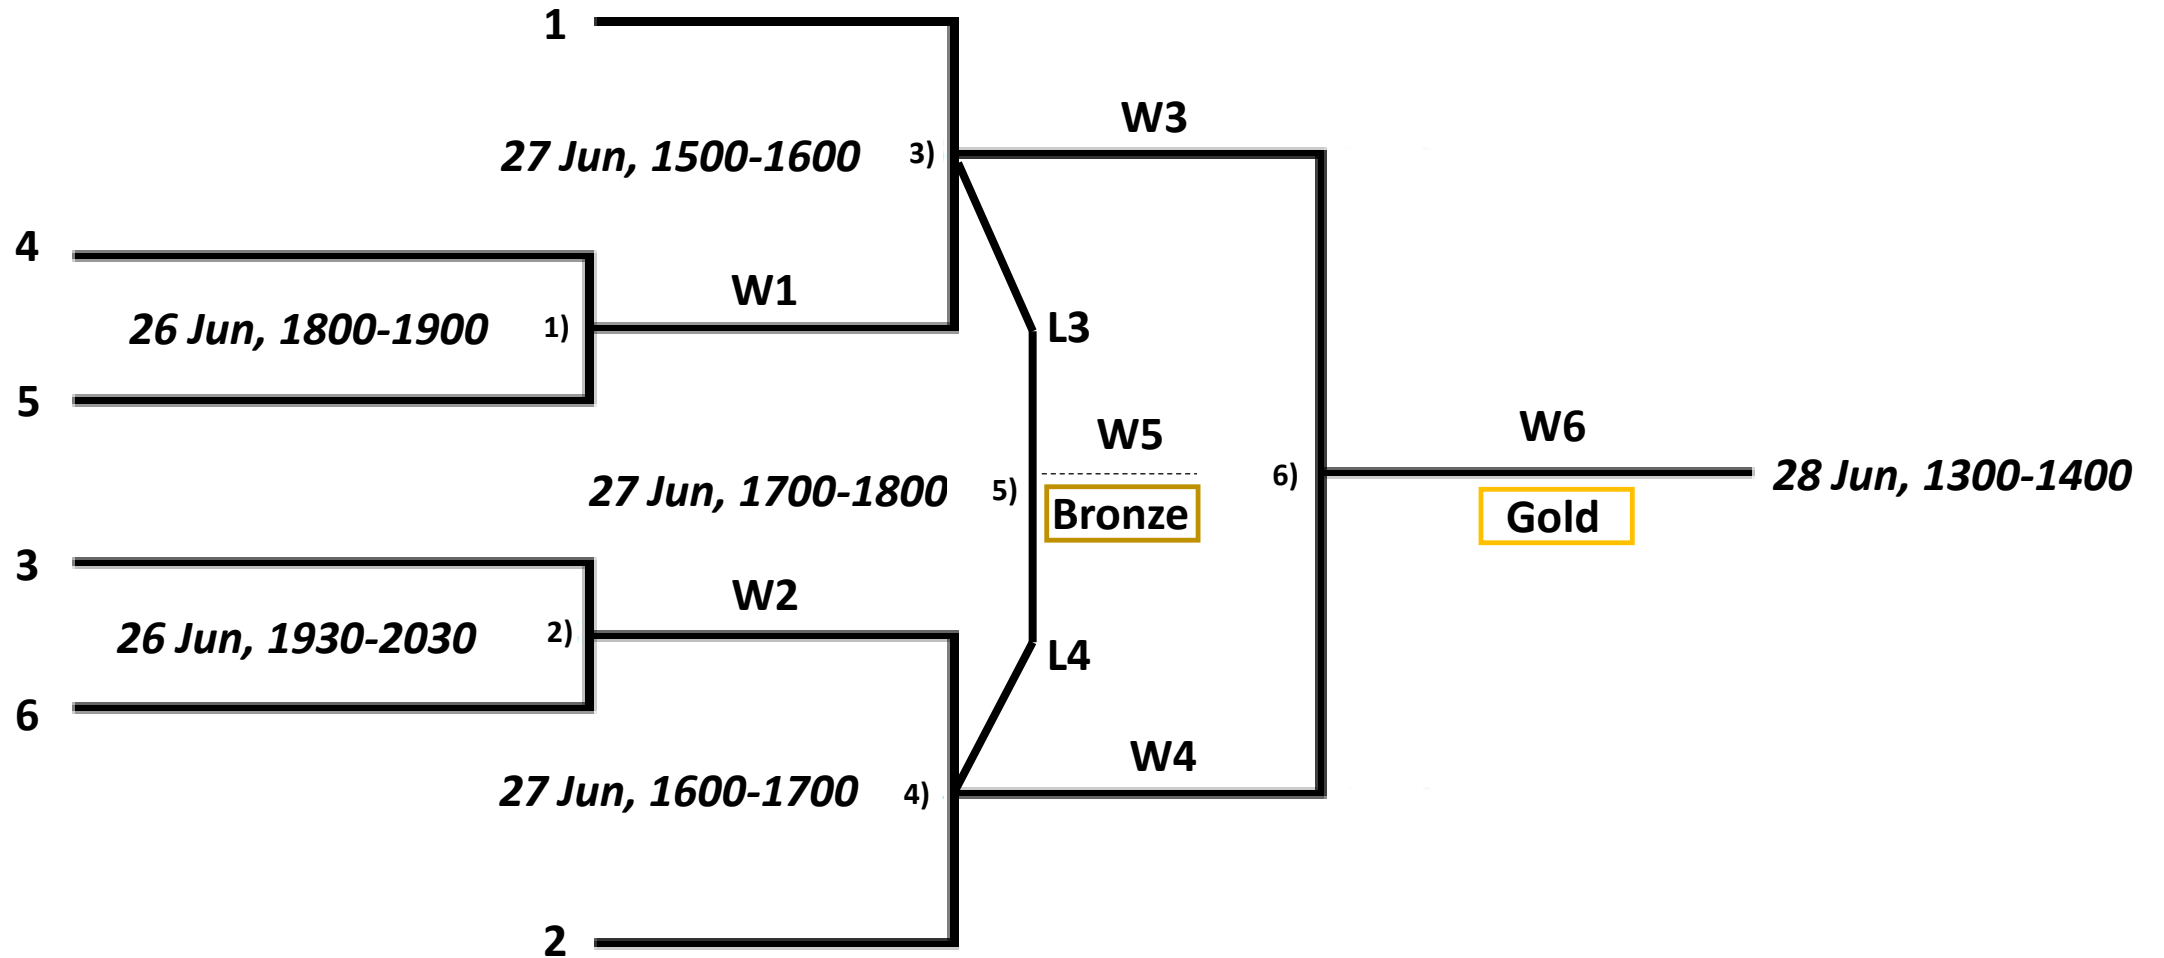 1
27 Jun, 1500-1600 3)
W3
4
26 Jun, 1800-1900 1)
W1
5
L3
27 Jun, 1700-1800 5)
W5
Bronze
6)
W6
Gold
28 Jun, 1300-1400
3
26 Jun, 1930-2030 2)
W2
6
L4
27 Jun, 1600-1700 4)
W4
2